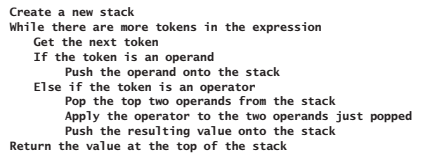 Create a new stack
While there are more tokens in the expression
Get the next token
If the token is an operand
Push the operand onto the stack
Else if the token is an operator
Pop the top two operands from the stack
Apply the operator to the two operands just popped
Push the resulting value onto the stack
Return the value at the top of the stack